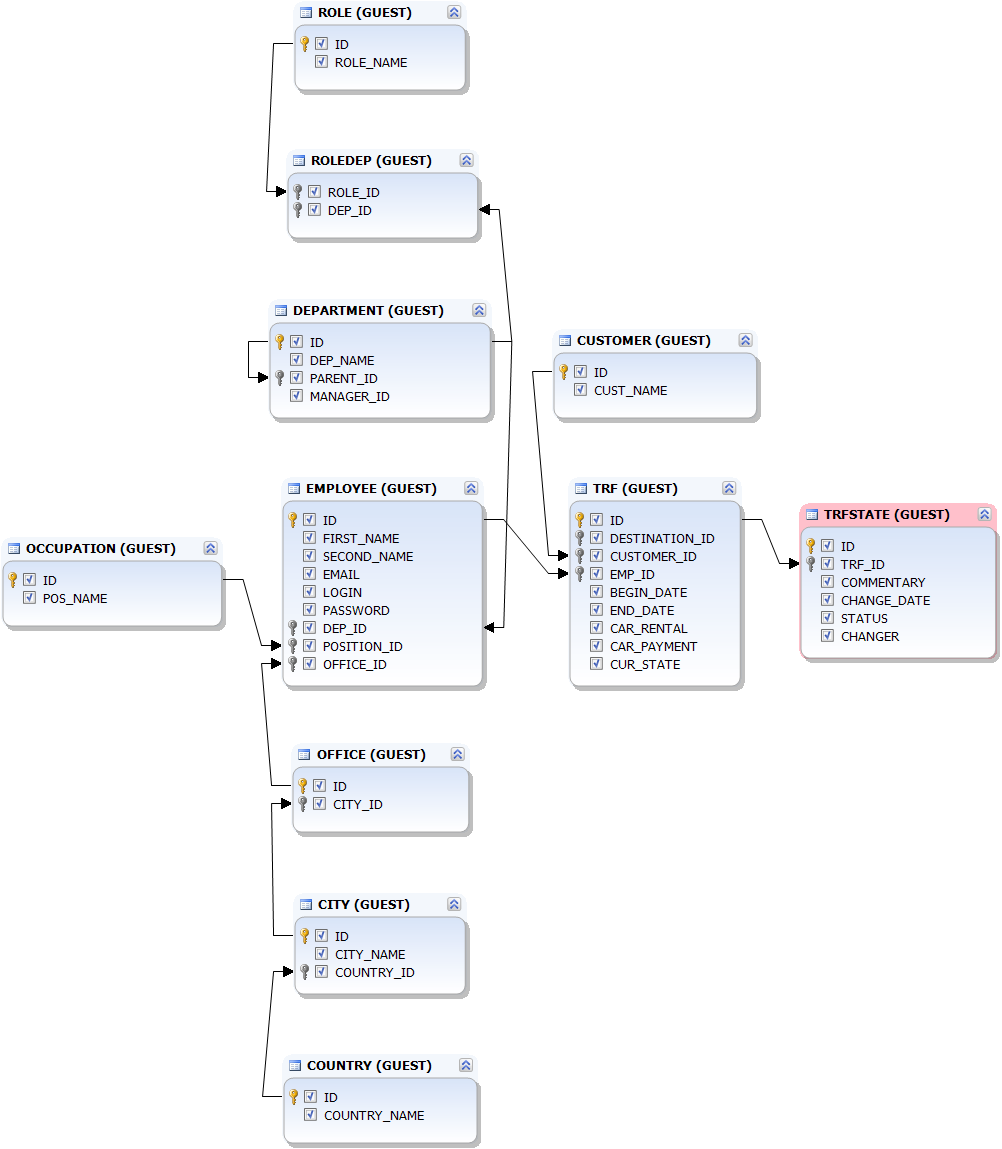 ROLE (GUEST)
ID
ROLE_NAME
ROLEDEP (GUEST)
ROLE_ID
DEP_ID
DEPARTMENT (GUEST)
ID
DEP_NAME
PARENT_ID
MANAGER_ID
CUSTOMER (GUEST)
ID
CUST_NAME
EMPLOYEE (GUEST)
ID
FIRST_NAME
SECOND_NAME
EMAIL
LOGIN
PASSWORD
DEP_ID
POSITION_ID
OFFICE_ID
TRF (GUEST)
ID
DESTINATION_ID
CUSTOMER_ID
EMP_ID
BEGIN_DATE
END_DATE
CAR_RENTAL
CAR_PAYMENT
CUR_STATE
TRFSTATE (GUEST)
ID
TRF_ID
COMMENTARY
CHANGE_DATE
STATUS
CHANGER
OCCUPATION (GUEST)
ID
POS_NAME
OFFICE (GUEST)
ID
CITY_ID
CITY (GUEST)
ID
CITY_NAME
COUNTRY_ID
COUNTRY (GUEST)
ID
COUNTRY_NAME